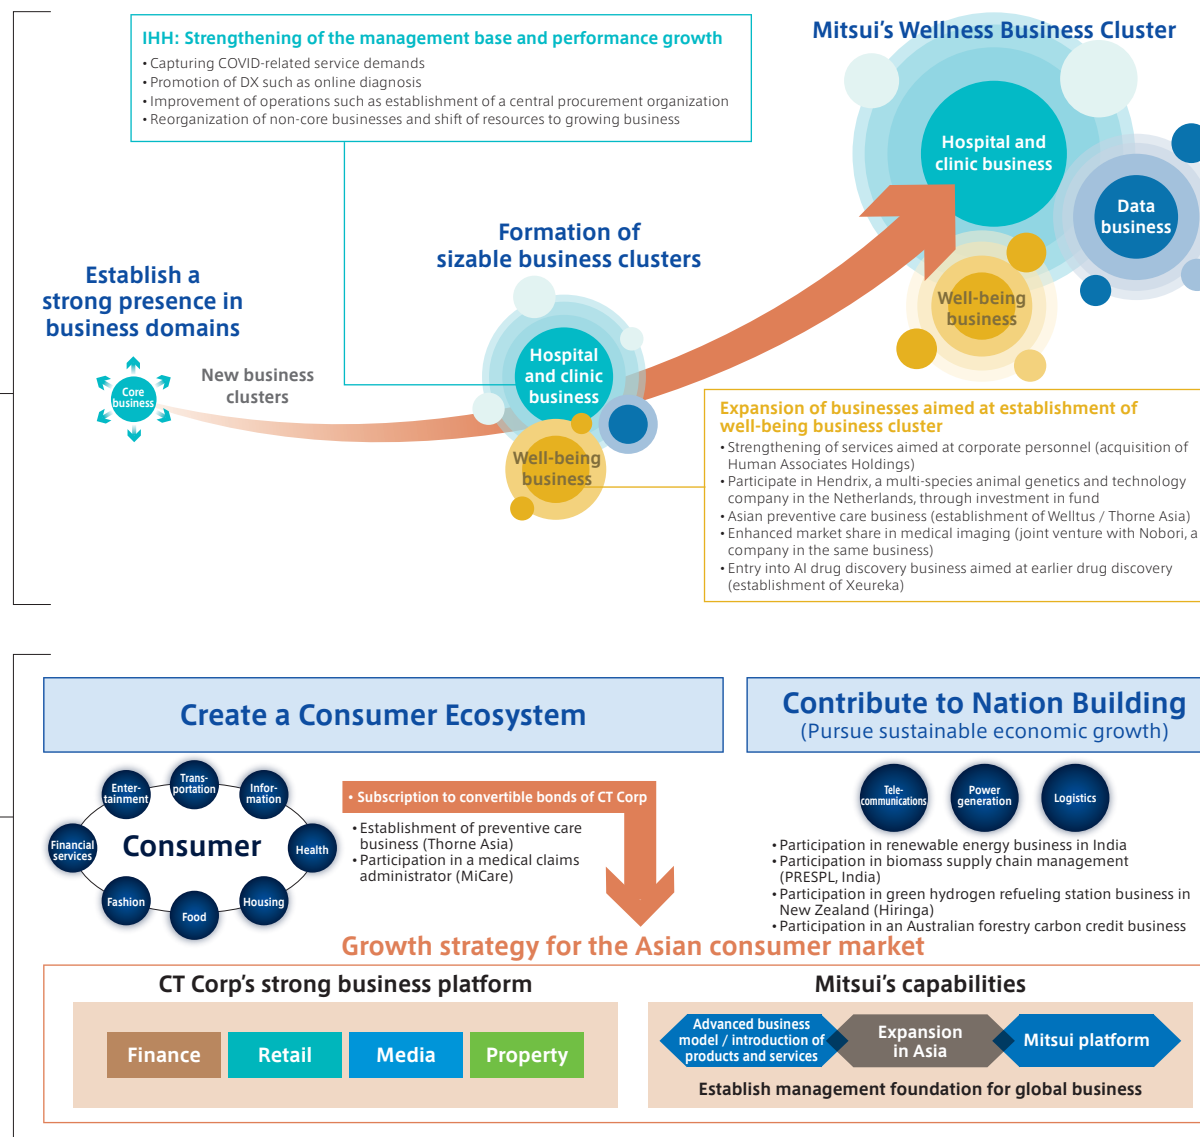 IHH: Strengthening of the management base and performance growth
• Capturing COVID-related service demands
• Promotion of DX such as online diagnosis
• Improvement of operations such as establishment of a central procurement organization
• Reorganization of non-core businesses and shift of resources to growing business
Mitsui’s Wellness Business Cluster
Hospital and
clinic business
Data
business
Well-being
business
Formation of
sizable business clusters
Establish a
strong presence in
business domains
Core
business
New business
clusters
Hospital
and clinic
business
Well-being
business
Expansion of businesses aimed at establishment of
well-being business cluster
• Strengthening of services aimed at corporate personnel (acquisition of
Human Associates Holdings)
• Participate in Hendrix, a multi-species animal genetics and technology
company in the Netherlands, through investment in fund
• Asian preventive care business (establishment of Welltus / Thorne Asia)
• Enhanced market share in medical imaging (joint venture with Nobori, a
company in the same business)
• Entry into AI drug discovery business aimed at earlier drug discovery
(establishment of Xeureka)
Create a Consumer Ecosystem
Contribute to Nation Building
(Pursue sustainable economic growth)
Enter-
tainment
Trans-
portation
Infor-
mation
Financial
services
Consumer
Health
Fashion
Food
Housing
• Subscription to convertible bonds of CT Corp
• Establishment of preventive care
business (Thorne Asia)
• Participation in a medical claims
administrator (MiCare)
Tele-
communications
Power
generation
Logistics
• Participation in renewable energy business in India
• Participation in biomass supply chain management
(PRESPL, India)
• Participation in green hydrogen refueling station business in
New Zealand (Hiringa)
• Participation in an Australian forestry carbon credit business
Growth strategy for the Asian consumer market
CT Corp’s strong business platform
Finance
Retail
Media
Property
Mitsui’s capabilities
Advanced business
model / introduction of
products and services
Expansion
in Asia
Mitsui platform
Establish management foundation for global business